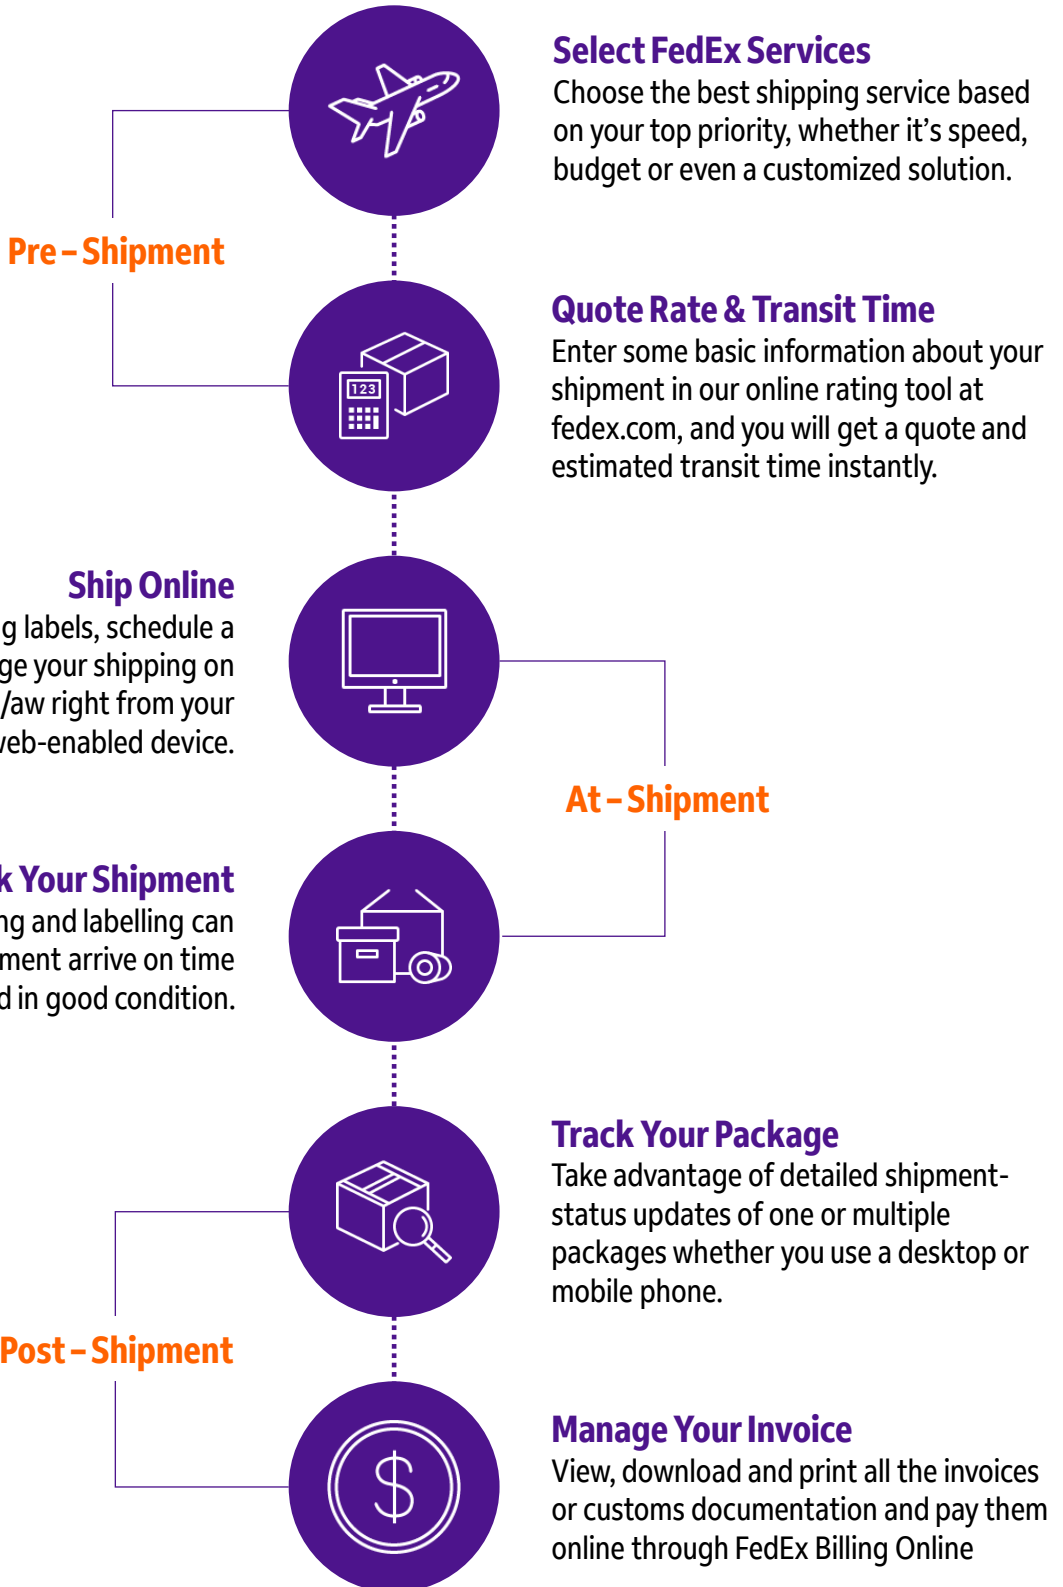 Select FedEx Services
Choose the best shipping service based
on your top priority, whether it's speed,
budget or even a customized solution.
Pre – Shipment
Quote Rate & Transit Time
Enter some basic information about your
shipment in our online rating tool at
fedex.com, and you will get a quote and
estimated transit time instantly.
123
Ship Online
labels, schedule a
your shipping on
/aw right from your
web-enabled device.
At – Shipment
Your Shipment
and labelling can
arrive on time
in good condition.
Track Your Package
Take advantage of detailed shipment-
status updates of one or multiple
packages whether you use a desktop or
mobile phone.
Post – Shipment
$
Manage Your Invoice
View, download and print all the invoices
or customs documentation and pay them
online through FedEx Billing Online